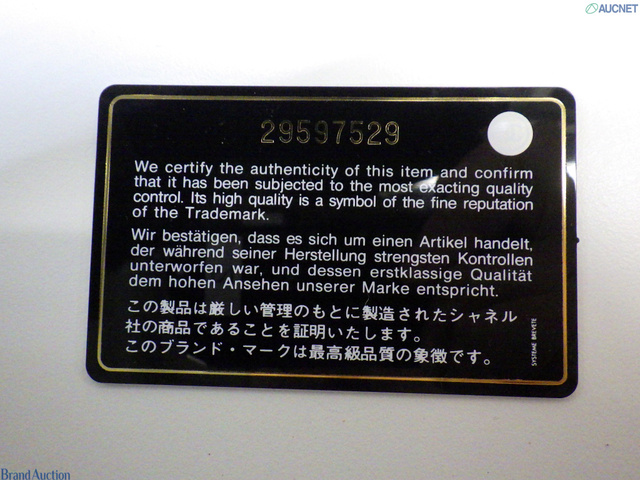 AUCNET
29597529
We certify the authenticity of this item and confirm
that it has been subjected to the most exacting quality
control. Its high quality is a symbol of the fine reputation
of the Trademark.
Wir bestätigen, dass es sich um einen Artikel handelt,
der während seiner Herstellung strengsten Kontrollen
unterworfen war, und dessen erstklassige Qualität
dem hohen Ansehen unserer Marke entspricht.
この製品は厳しい管理のもとに製造されたシャネル
社の商品であることを証明いたします。
このブランド・マークは最高級品質の象徴です。
SYSTEME BREVETE
BrandAuction